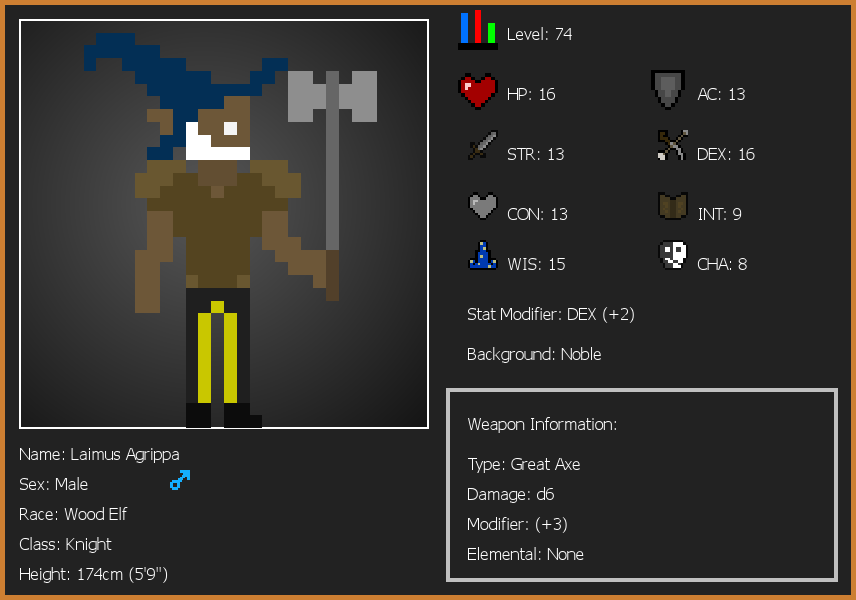 Level: 74
HP: 16
AC: 13
STR: 13
DEX: 16
CON: 13
INT: 9
WIS: 15
CHA: 8
Stat Modifier: DEX (+2)
Background: Noble
Weapon Information:
Type: Great Axe
Damage: d6
Modifier: (+3)
Elemental: None
Name: Laimus Agrippa
Sex: Male
Race: Wood Elf
Class: Knight
Height: 174cm (5'9")